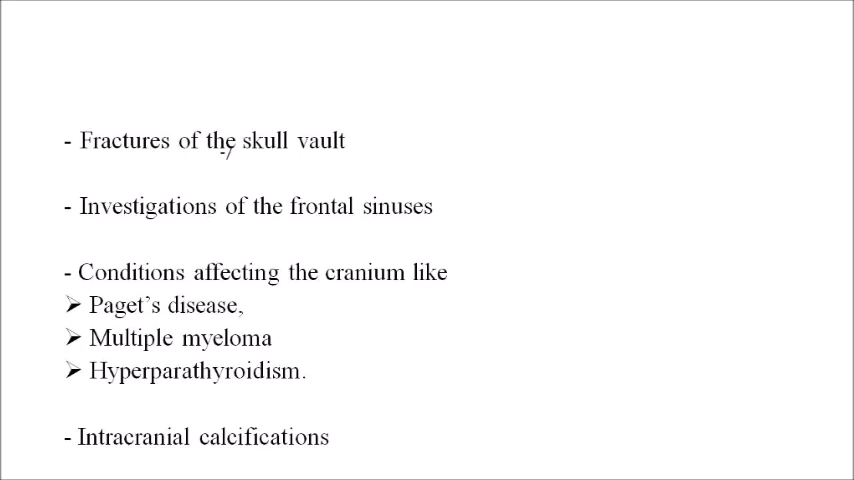 - Fractures of the skull vault
- Investigations of the frontal sinuses
- Conditions affecting the cranium like
➢ Paget’s disease,
➢ Multiple myeloma
➢ Hyperparathyroidism.
- Intracranial calcifications